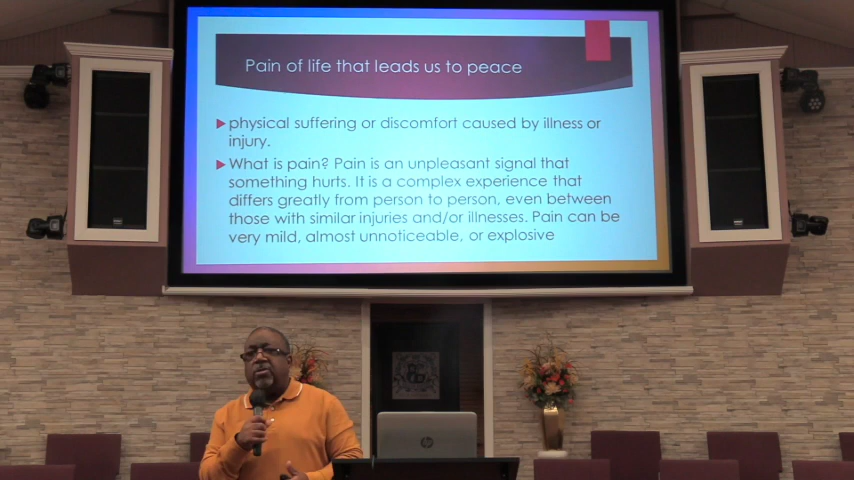 Pain of life that leads us to peace
physical suffering or discomfort caused by illness or
injury.
What is pain? Pain is an unpleasant signal that
something hurts. It is a complex experience that
differs greatly from person to person, even between
those with similar injuries and/or illnesses. Pain can be
very mild, almost unnoticeable, or explosive
hp